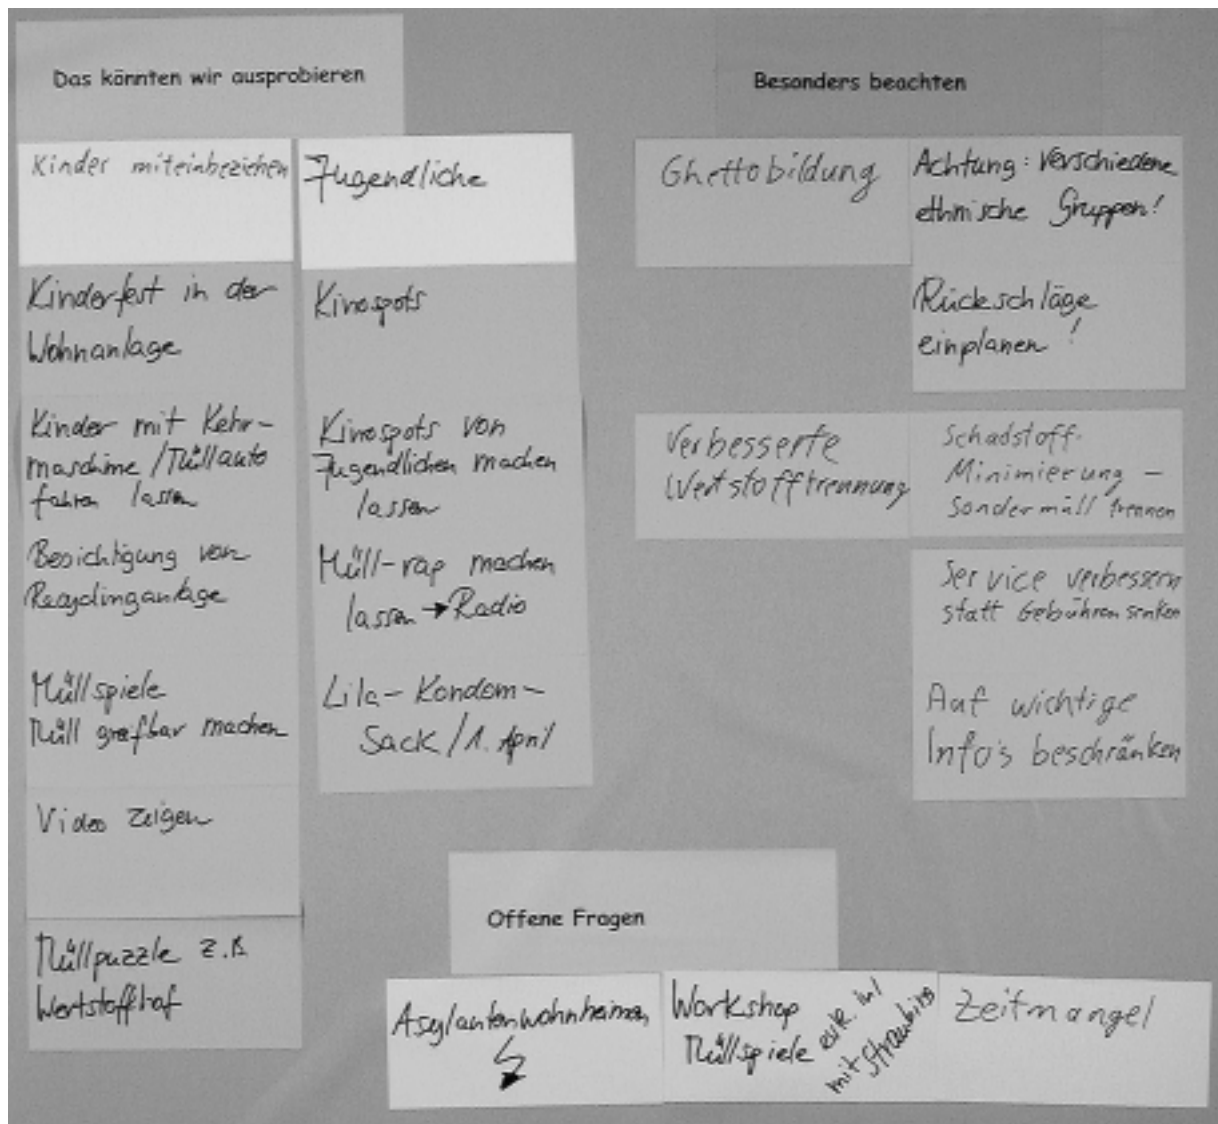 Das könnten wir ausprobieren
Kinder miteinbeziehen
Kinderfest in der
Wohnanlage
Kinder mit Kehr-
maschine / Müllauto
fahren lassen
Besichtigung von
Recyclinganlage
Müllspiele
Müll greifbar machen
Video zeigen
Müllpuzzle z.B.
Wertstoffhof
Jugendliche
Kinospots
Kinospots von
Jugendlichen machen
lassen
Müll-rap machen
lassen → Radio
Lila-Kondom-
Sack / 1. April
Besonders beachten
Ghettobildung
Achtung: Verschiedene
ethnische Gruppen!
Rückschläge
einplanen!
Verbesserte
Wertstofftrennung
Schadstoff-
Minimierung –
Sondermüll trennen
Service verbessern
statt Gebühren senken
Auf wichtige
Info's beschränken
Offene Fragen
Asylantenwohnheimen
Workshop
Müllspiele
mit Straubing
Zeitmangel